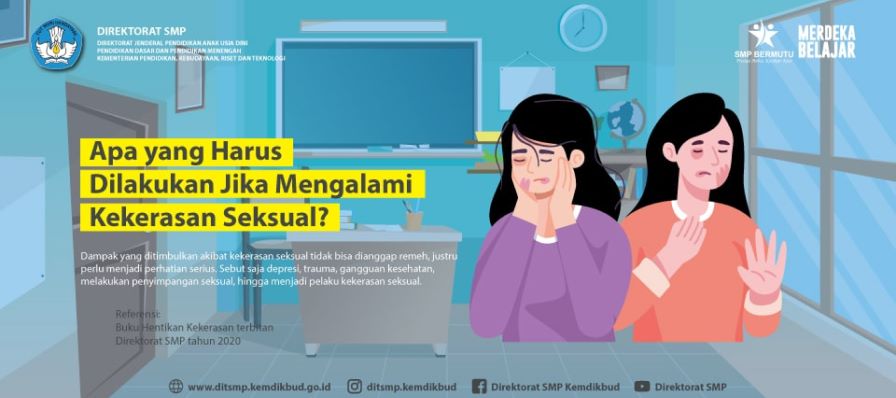 DIREKTORAT SMP
DIREKTORAT JENDERAL PENDIDIKAN ANAK USIA DINI
PENDIDIKAN DASAR DAN PENDIDIKAN MENENGAH
KEMENTERIAN PENDIDIKAN, KEBUDAYAAN, RISET DAN TEKNOLOGI
SMP BERMUTU
MERDEKA
BELAJAR
Apa yang Harus
Dilakukan Jika Mengalami
Kekerasan Seksual?
Dampak yang ditimbulkan akibat kekerasan seksual tidak bisa dianggap remeh, justru
perlu menjadi perhatian serius. Sebut saja depresi, trauma, gangguan kesehatan,
melakukan penyimpangan seksual, hingga menjadi pelaku kekerasan seksual.
Referensi:
Buku Hentikan Kekerasan terbitan
Direktorat SMP tahun 2020
www.ditsmp.kemdikbud.go.id
ditsmp.kemdikbud
Direktorat SMP Kemdikbud
Direktorat SMP